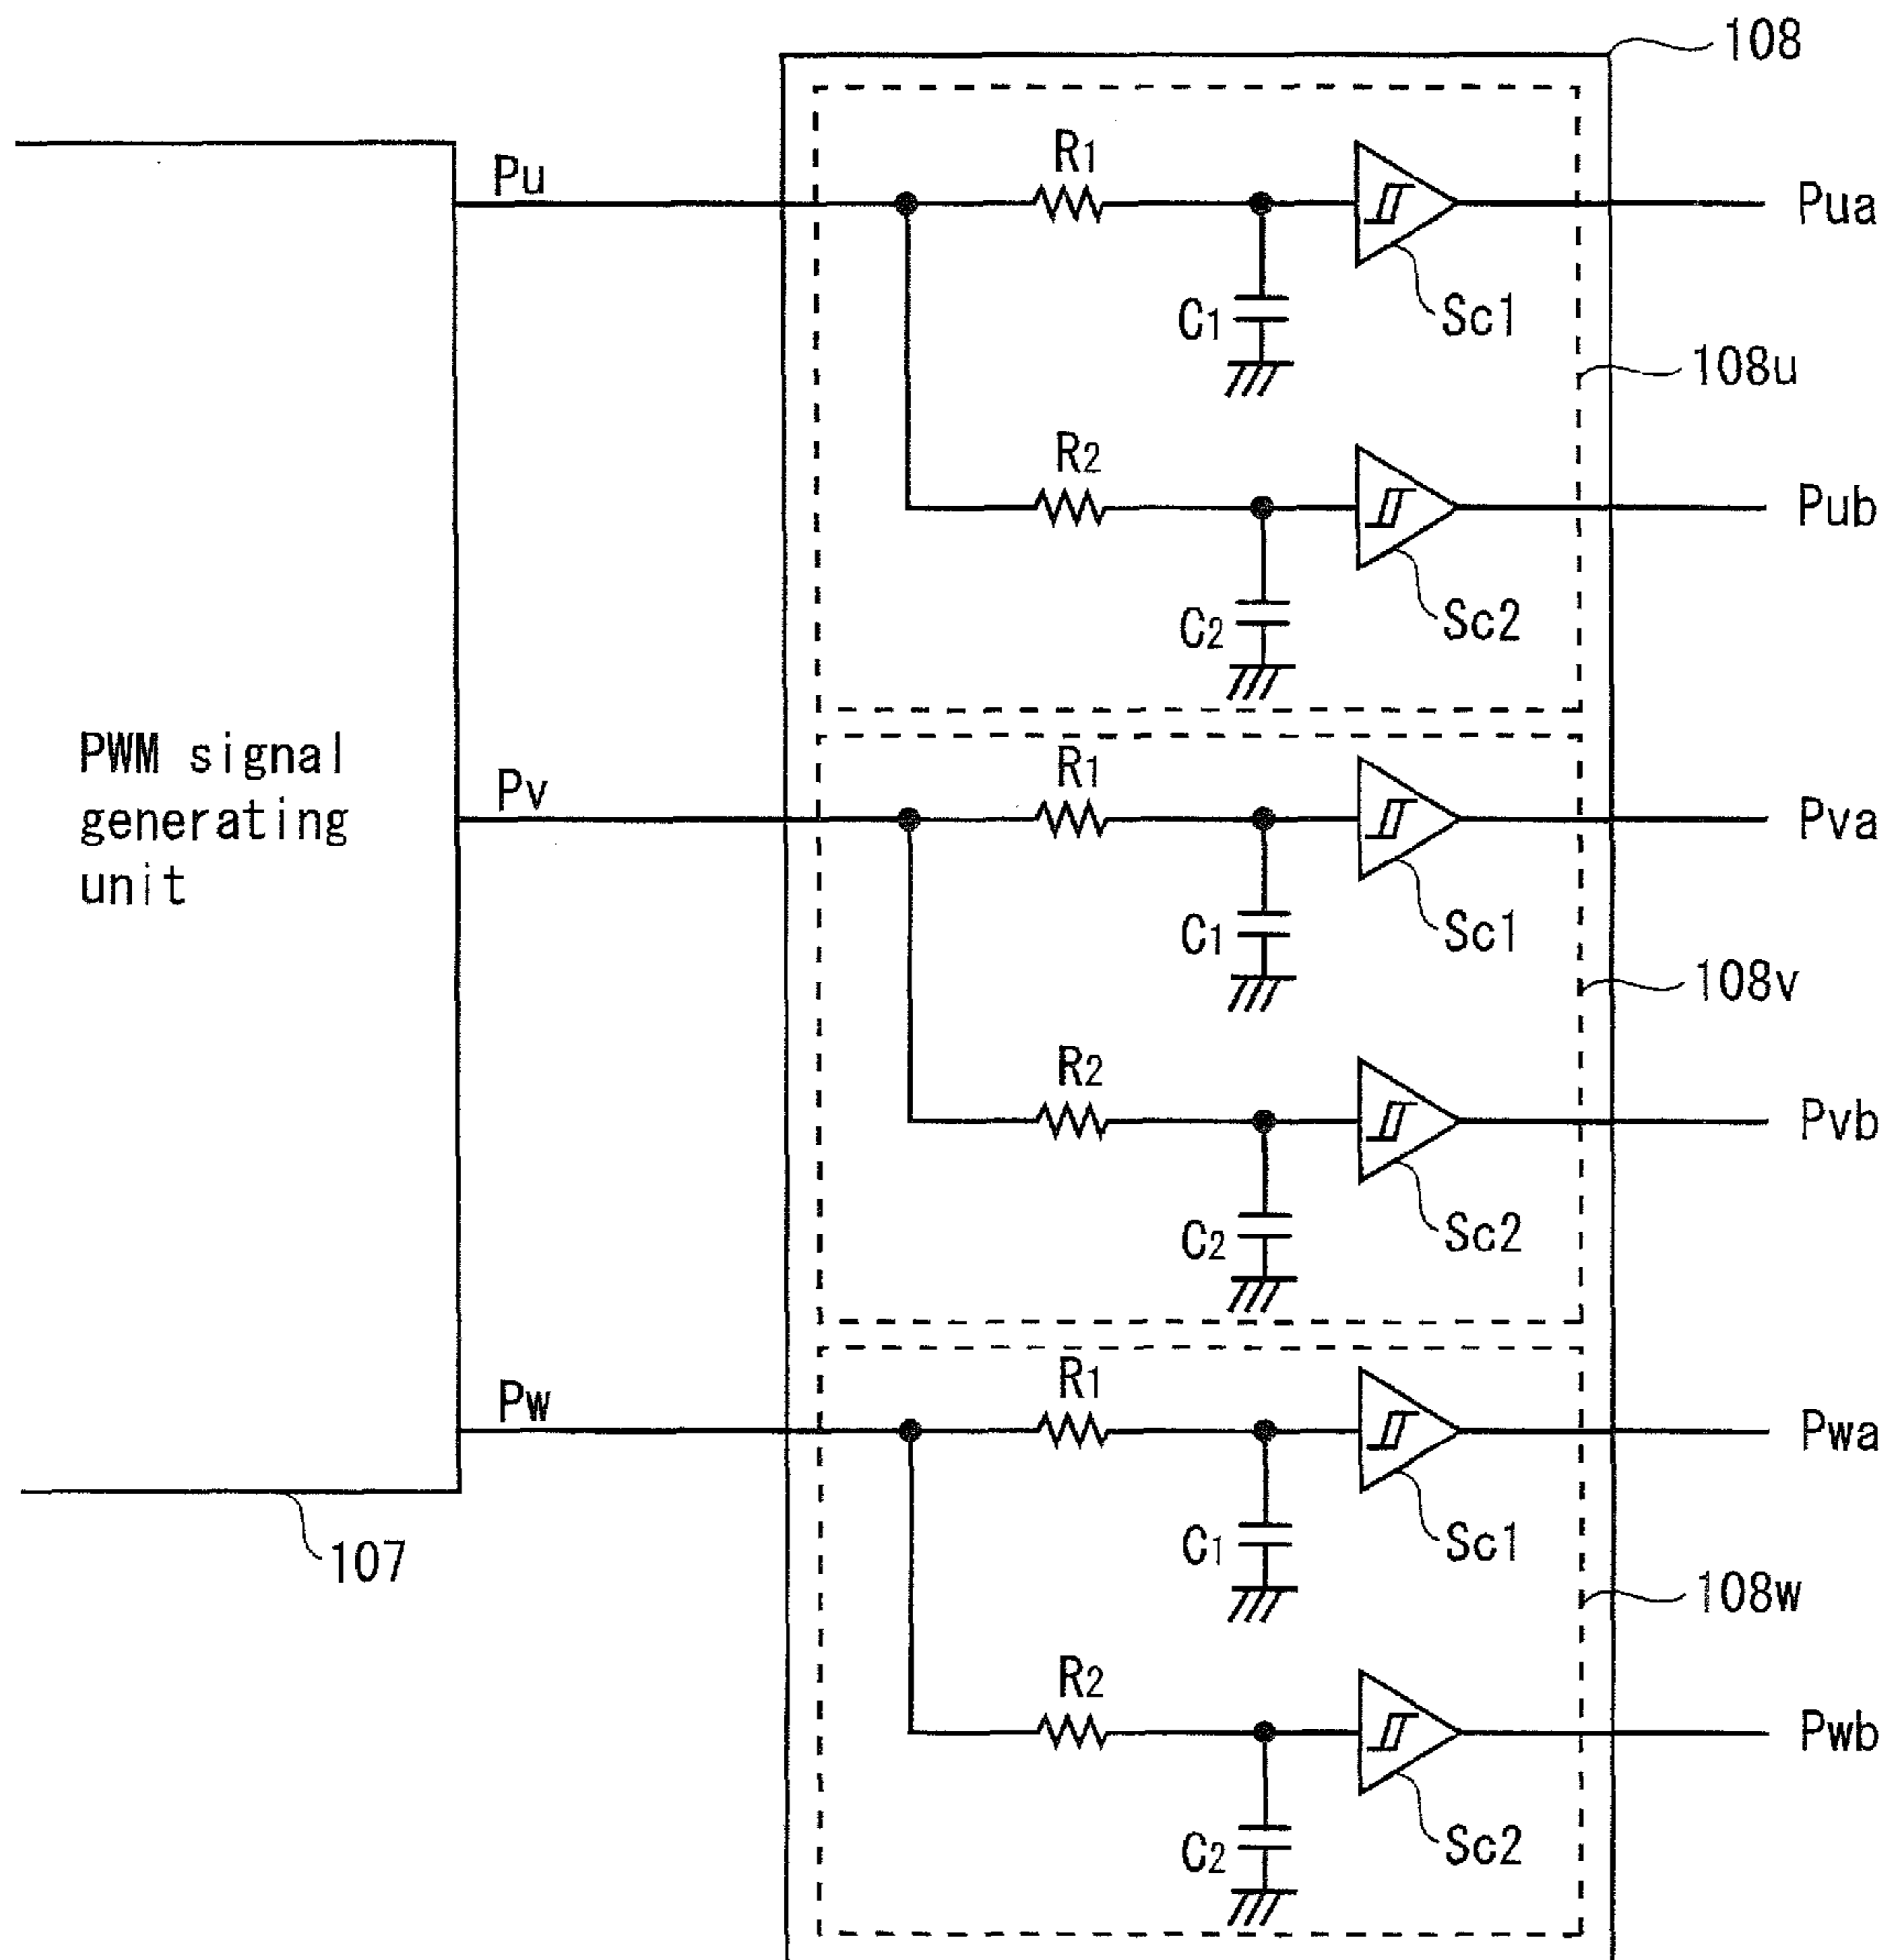 108
Pu
R1
Pua
C1
Sc1
108u
R2
Pub
C2
Sc2
PWM signal
generating
unit
Pv
R1
Pva
C1
Sc1
108v
R2
Pvb
C2
Sc2
Pw
R1
Pwa
C1
Sc1
107
108w
R2
Pwb
C2
Sc2